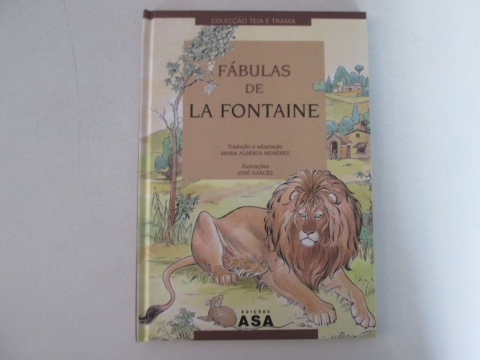 COLECÇÃO TEIA E TRAMA
FÁBULAS
DE
LA FONTAINE
Tradução e adaptação
MARIA ALBERTA MENÉRES
Ilustrações
JOSÉ GARCÊS
EDIÇÕES
ASA